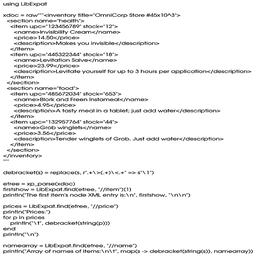 using LibExpat
xdoc = raw"""<inventory title="OmniCorp Store #45x10^3">
<section name="health">
<item upc="123456789" stock="12">
<name>Invisibility Cream</name>
<price>14.50</price>
<description>Makes you invisible</description>
</item>
<item upc="445322344" stock="18">
<name>Levitation Salve</name>
<price>23.99</price>
<description>Levitate yourself for up to 3 hours per application</description>
</item>
</section>
<section name="food">
<item upc="485672034" stock="653">
<name>Blork and Freen Instameal</name>
<price>4.95</price>
<description>A tasty meal in a tablet; just add water</description>
</item>
<item upc="132957764" stock="44">
<name>Grob winglets</name>
<price>3.56</price>
<description>Tender winglets of Grob. Just add water</description>
</item>
</section>
</inventory>
"""
debracket(s) = replace(s, r".+\>(.+)\<.+" => s"\1")
etree = xp_parse(xdoc)
firstshow = LibExpat.find(etree, "//item")(1)
println("The first item's node XML entry is:\n", firstshow, "\n\n")
prices = LibExpat.find(etree, "//price")
println("Prices:")
for p in prices
println("\t", debracket(string(p)))
end
println("\n")
namearray = LibExpat.find(etree, "//name")
println("Array of names of items:\n\t", map(s -> debracket(string(s)), namearray))